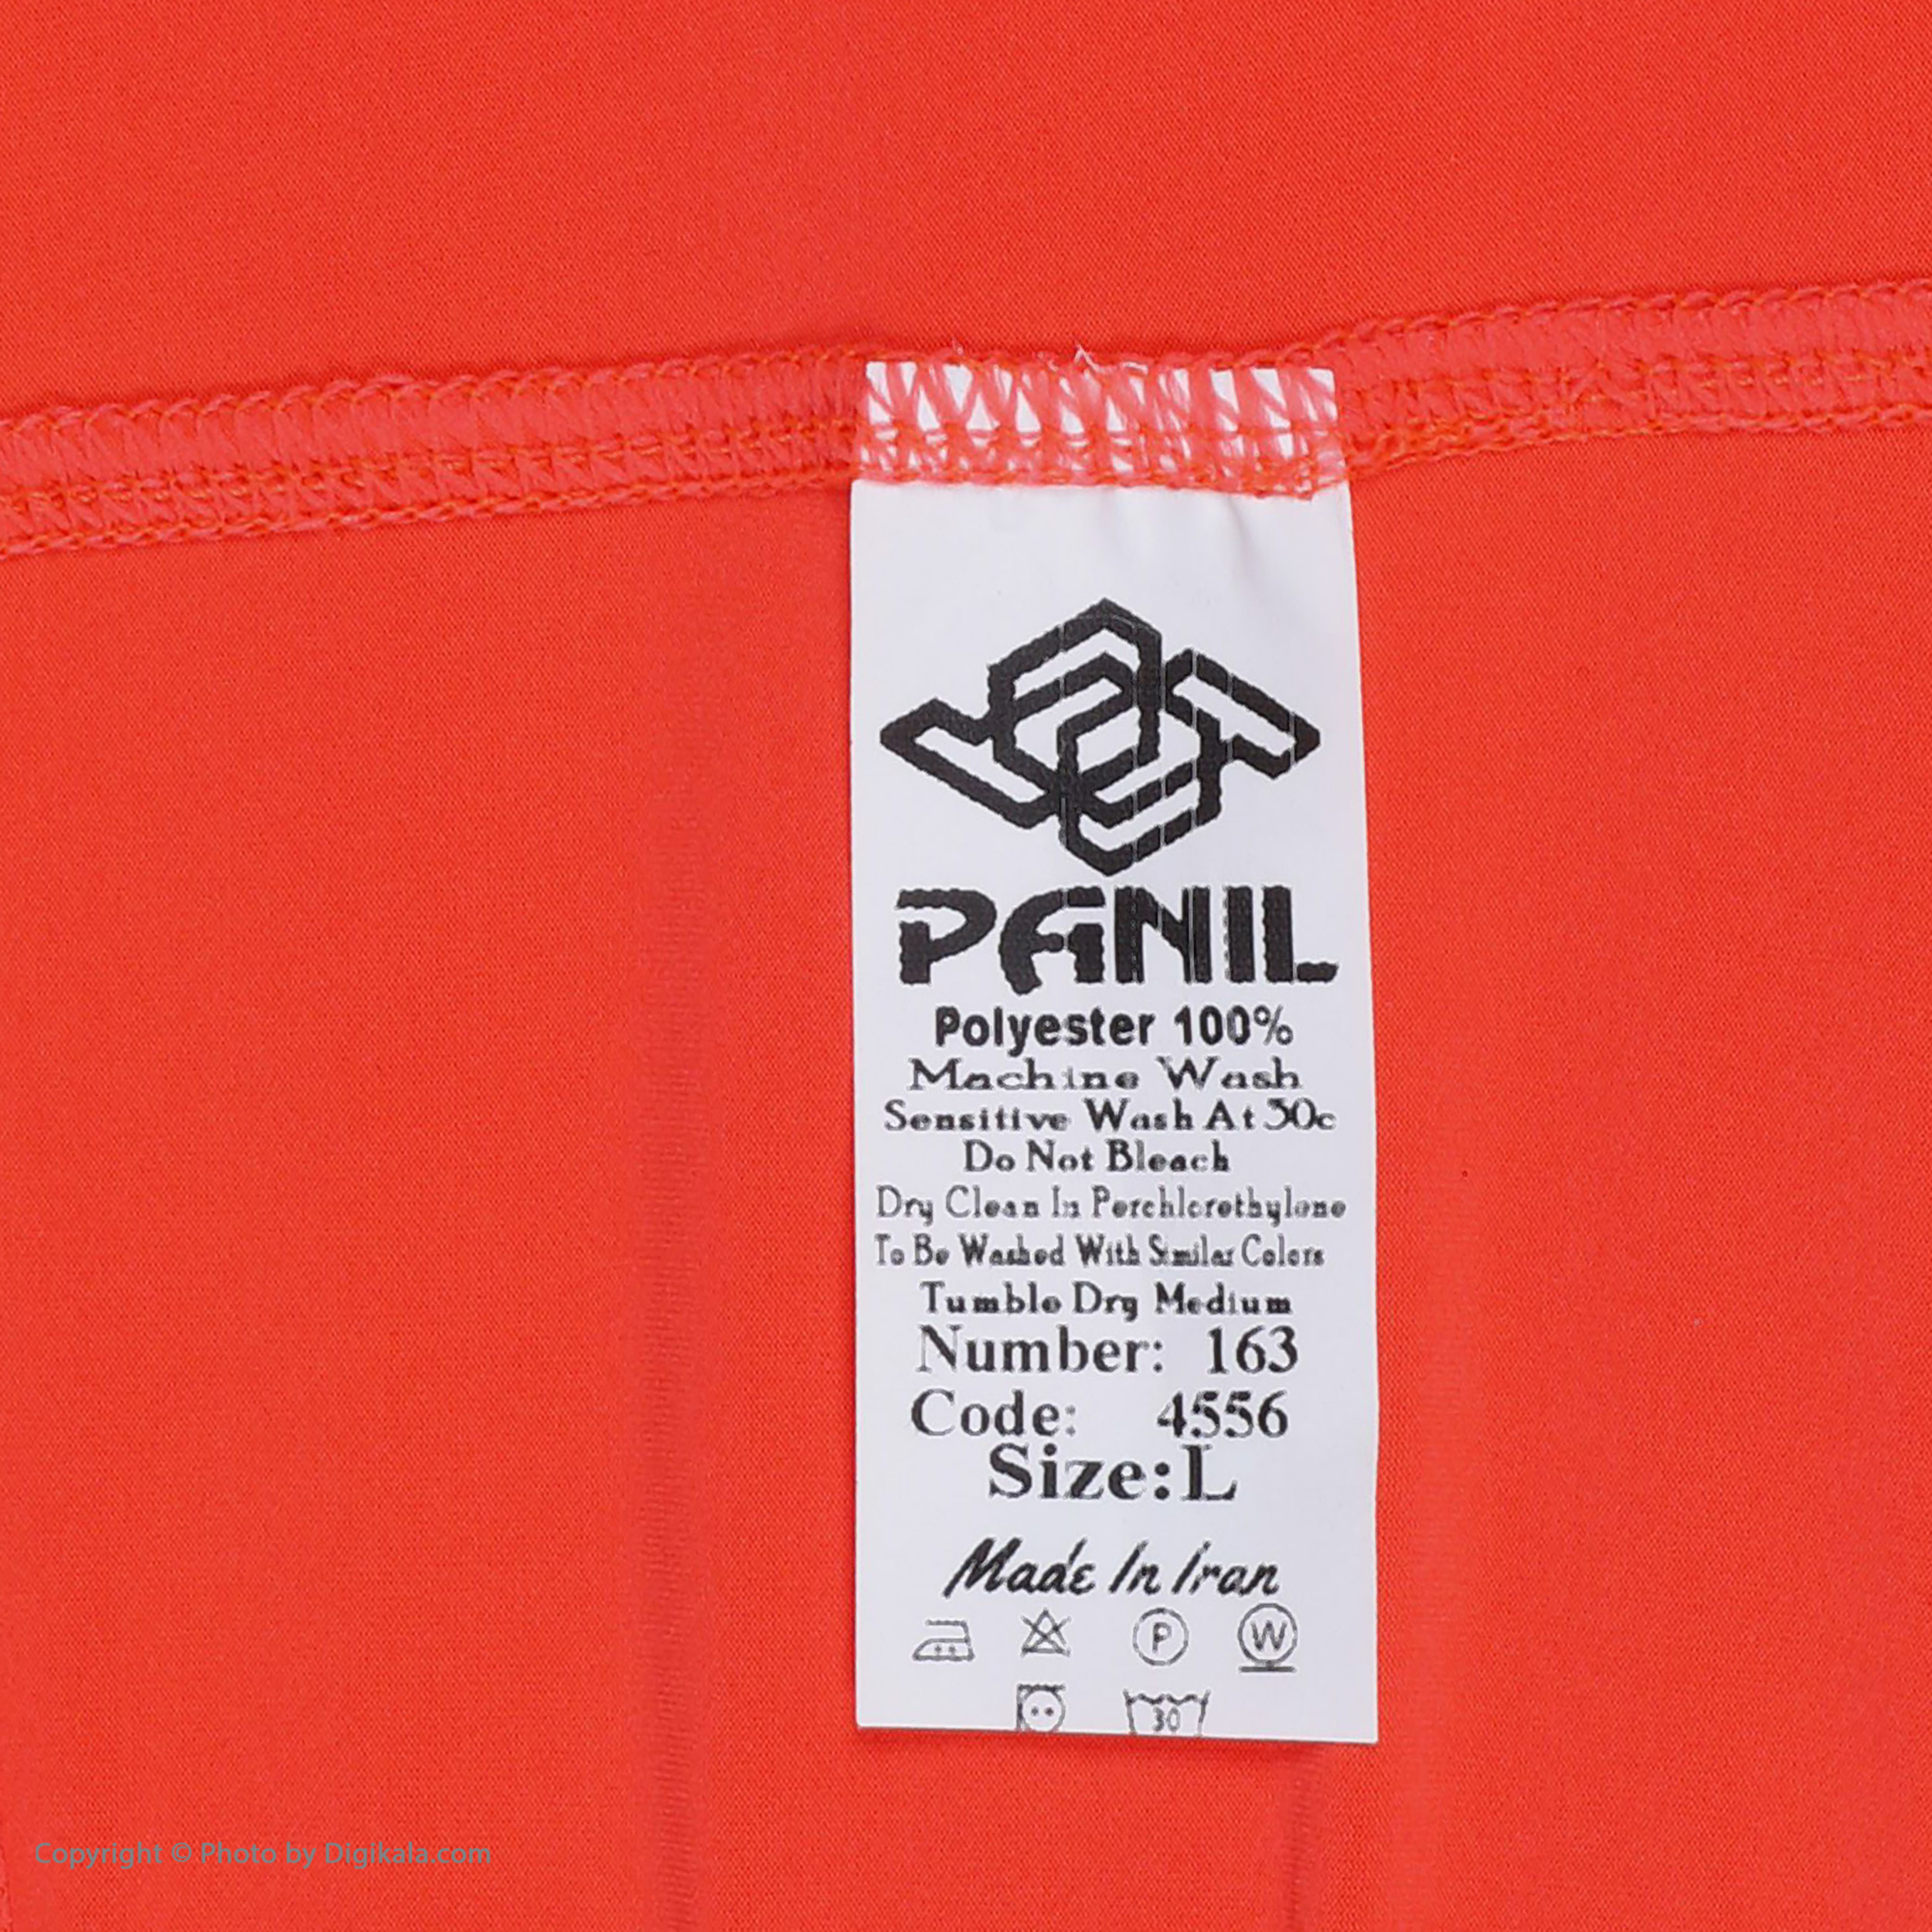 PANIL
Polyester 100%
Machine Wash
Sensitive Wash At 30c
Do Not Bleach
Dry Clean In Perchlorethylene
To Be Washed With Similar Colors
Tumble Dry Medium
Number: 163
Code: 4556
Size:L
Made In Iran
P W
30
Copyright © Photo by Digikala.com